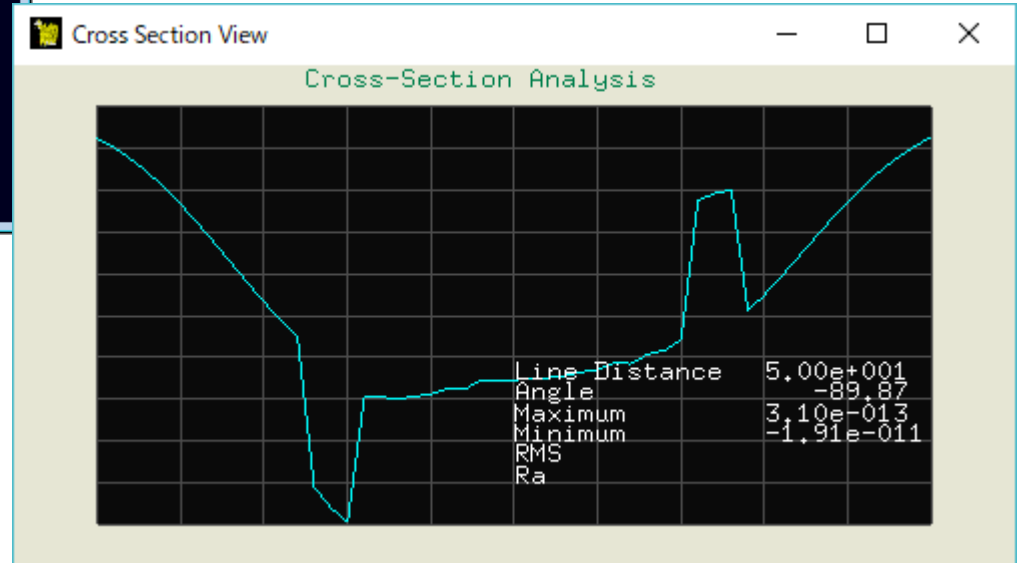 Cross Section View
Cross-Section Analysis
Line Distance 5.00e+001
Angle -89.87
Maximum 3.10e-013
Minimum -1.91e-011
RMS
Ra